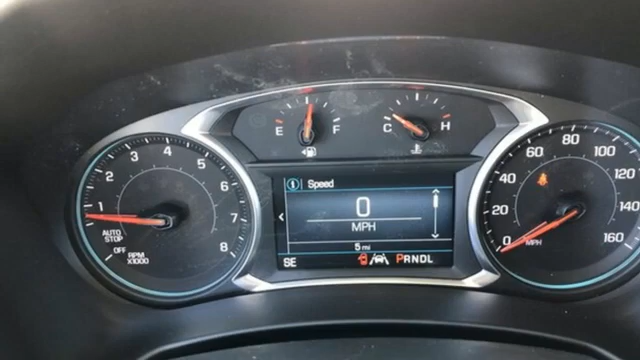 E F
C H
1 2 3 4 5 6 7 8
AUTO
STOP
OFF
RPM
X1000
i Speed
0
MPH
5 mi
SE PRNDL
0 20 40 60 80 100 120 140 160
MPH